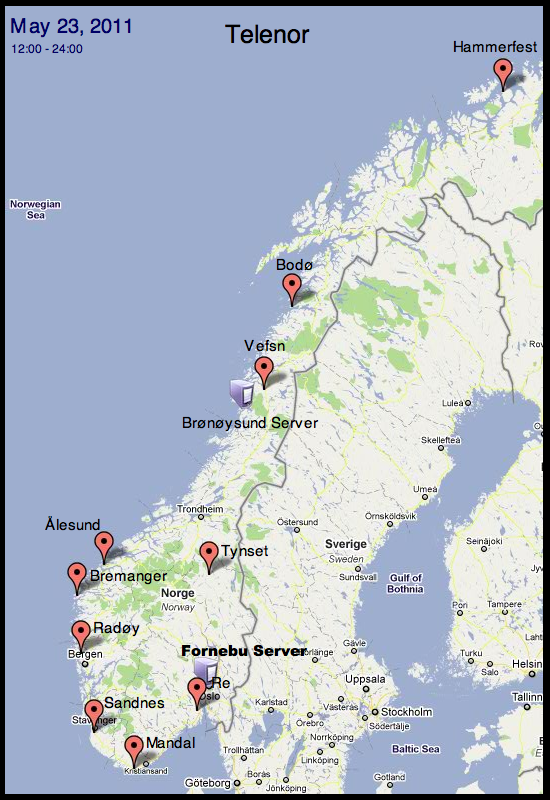 May 23, 2011
Telenor
12:00 - 24:00
Hammerfest
Norwegian
Sea
Bodø
Vefsn
Brønøysund Server
Luleå
Skellefteå
Umeå
Trondheim
Ålesund
Östersund
Örnsköldsvik
Tynset
Sverige
Sweden
Seinäjoki
Bremanger
Sundsvall
Gulf of
Bothnia
Norge
Norway
Pori
Tampere
Radøy
Bergen
Fornebu Server
Gävle
Turku
Salo
Helsin
Re
Oslo
Uppsala
Tallinn
Sandnes
Stavanger
Karlstad
Västerås
Stockholm
Örebro
Södertälje
Mandal
Kristiansand
Norrköping
Linköping
Trollhättan
Baltic Sea
Borås
Jönköping
Göteborg
Gotland